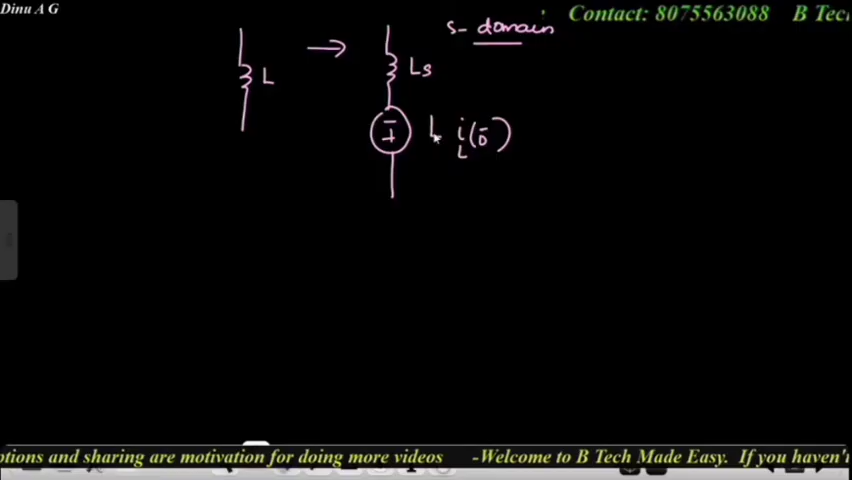 Dinu A G
Contact: 8075563088 B Tech
s- domain
L
Ls
L i_L(0⁻)
ptions and sharing are motivation for doing more videos -Welcome to B Tech Made Easy. If you haven't